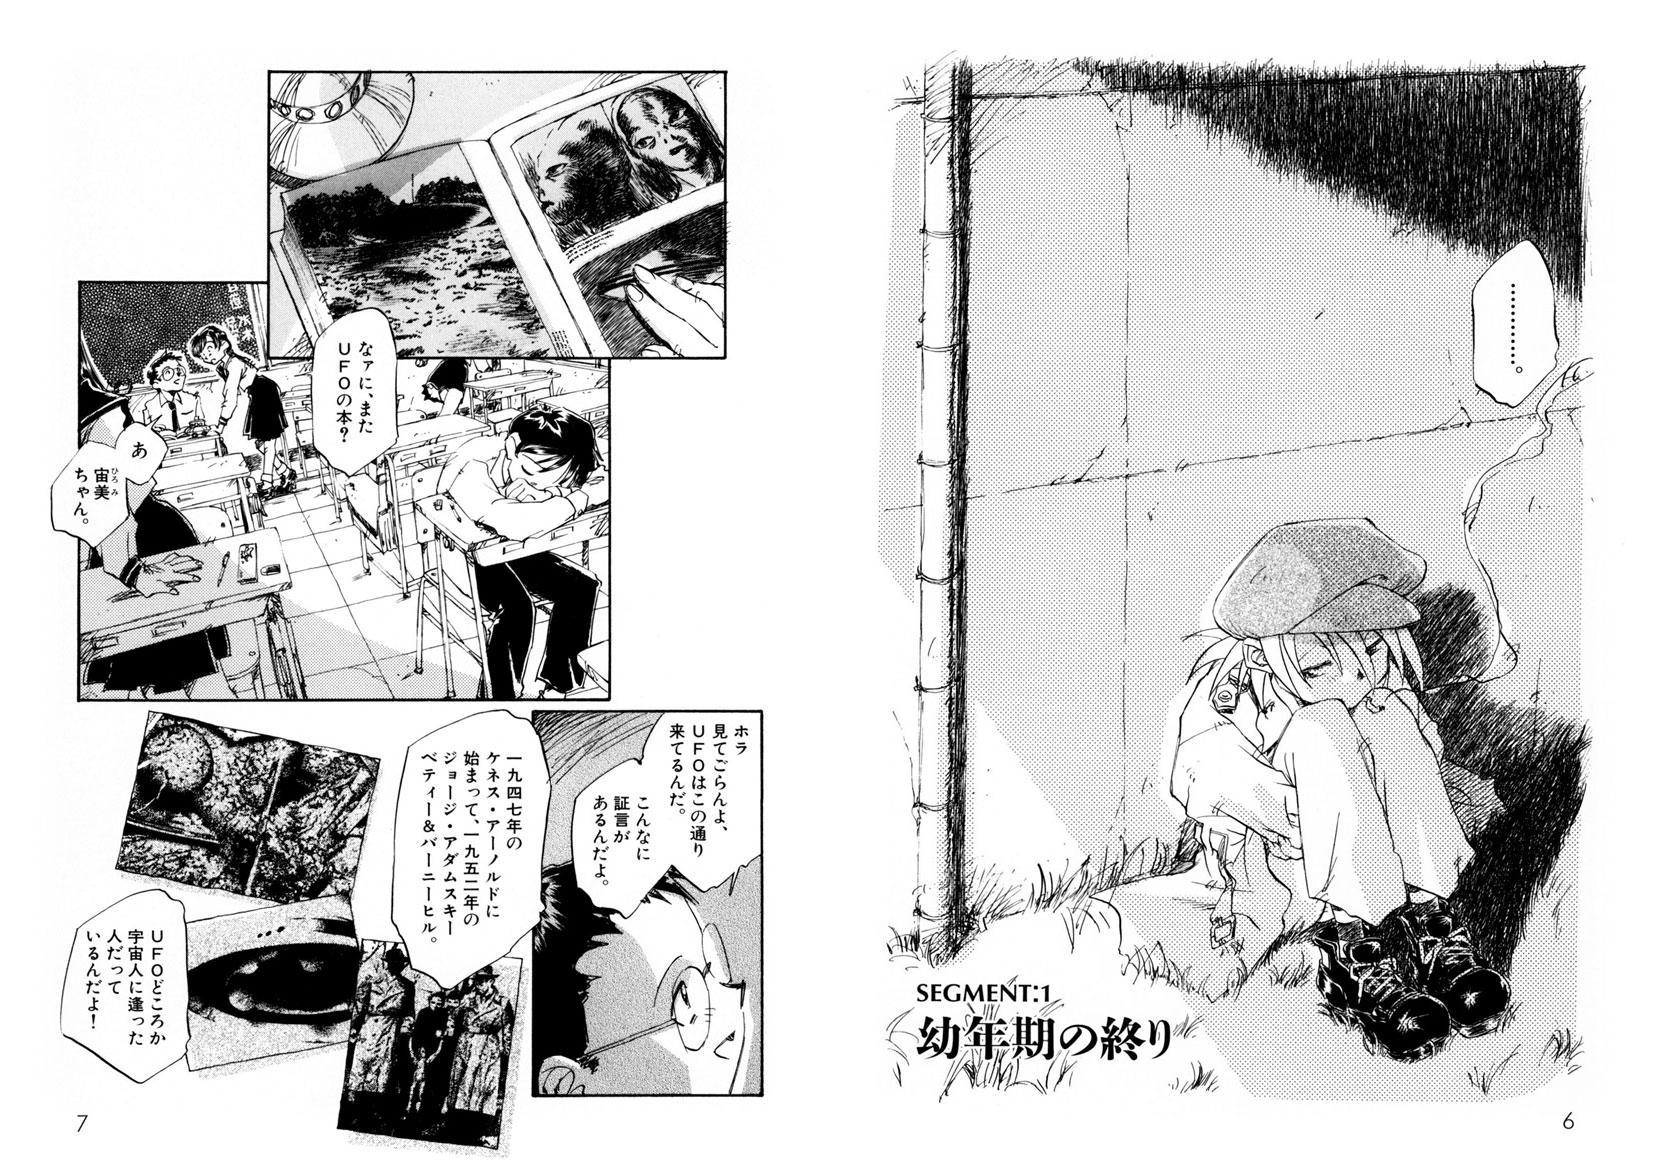 ………。
SEGMENT:1
幼年期の終り
6
なァに、また
UFOの本?
あ
宙美
ひろみ
ちゃん。
ホラ
見てごらんよ、
UFOはこの通り
来てるんだ。
こんなに
証言が
あるんだよ。
一九四七年の
ケネス・アーノルドに
始まって、一九五二年の
ジョージ・アダムスキー
ベティー&バーニーヒル。
UFOどころか
宇宙人に逢った
人だって
いるんだよ!
7